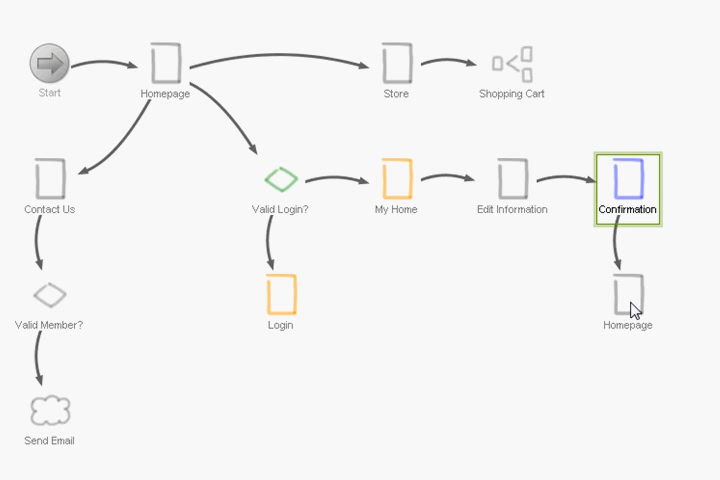 Start
Homepage
Store
Shopping Cart
Contact Us
Valid Login?
My Home
Edit Information
Confirmation
Valid Member?
Login
Homepage
Send Email